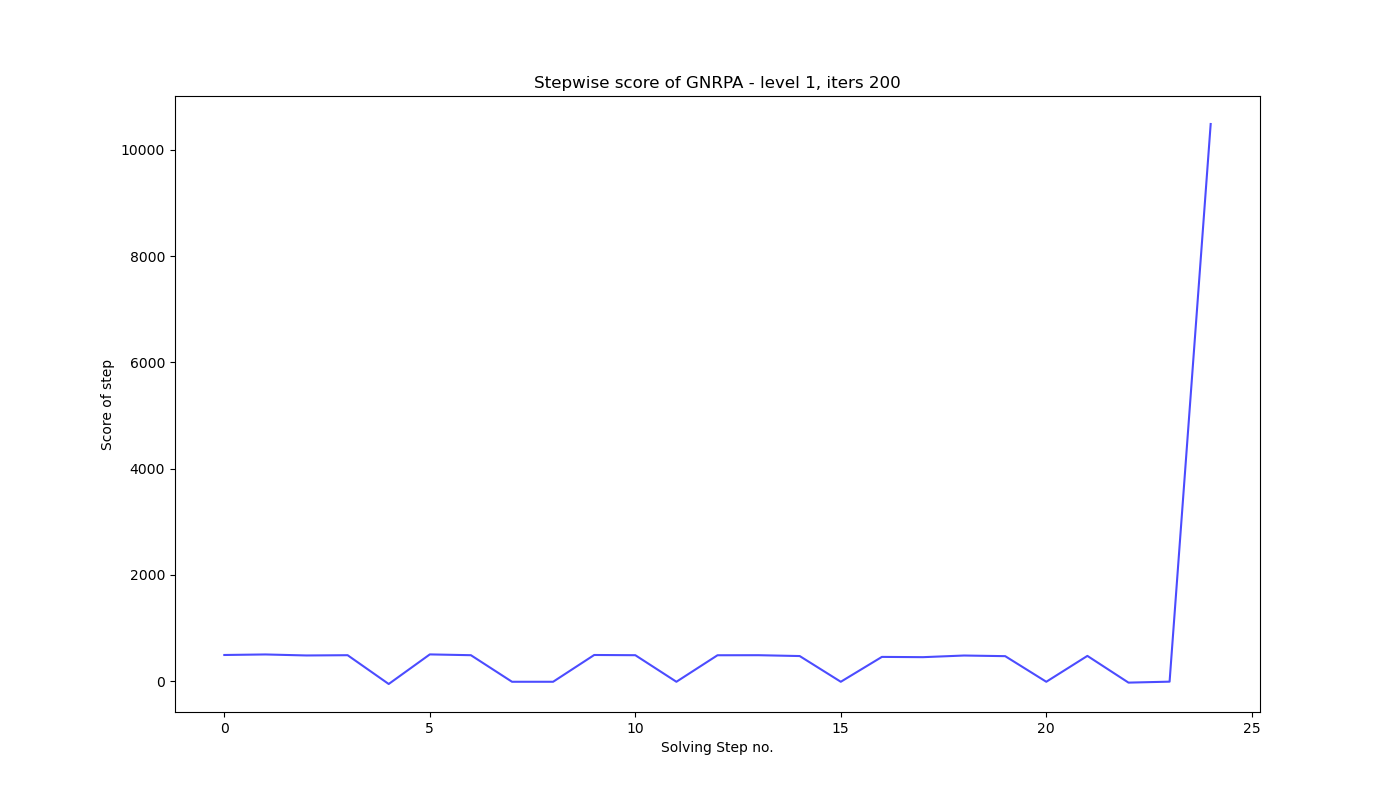 Stepwise score of GNRPA - level 1, iters 200
10000
8000
6000
4000
2000
0
Score of step
0 5 10 15 20 25
Solving Step no.